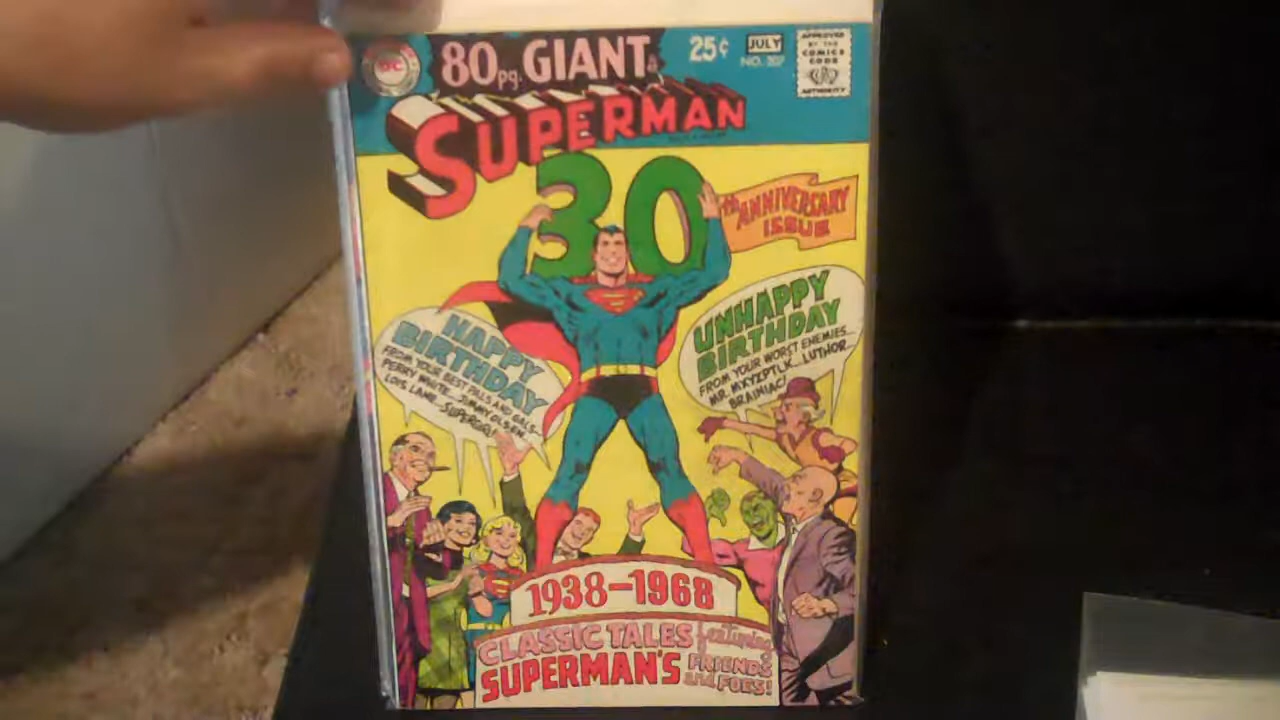 DC
80 pg. GIANT
25¢
JULY
NO. 207
APPROVED
BY THE
COMICS
CODE
AUTHORITY
SUPERMAN
30
th ANNIVERSARY
ISSUE
HAPPY
BIRTHDAY
FROM YOUR BEST PALS AND GALS--
PERRY WHITE... JIMMY OLSEN...
LOIS LANE... SUPERGIRL!
UNHAPPY
BIRTHDAY
FROM YOUR WORST ENEMIES...
MR. MXYZPTLK... LUTHOR...
BRAINIAC!
1938-1968
CLASSIC TALES featuring
SUPERMAN'S FRIENDS
and FOES!